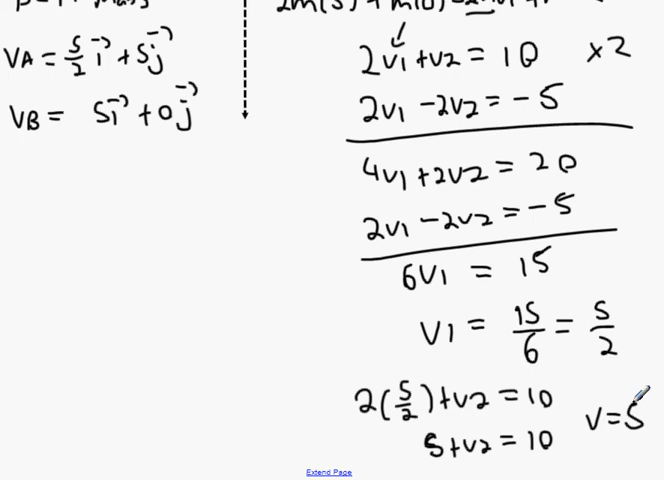 VA = 5/2 i + 5j
VB = 5i + 0j
2v1 + v2 = 10 ×2
2v1 - 2v2 = -5
4v1 + 2v2 = 20
2v1 - 2v2 = -5
6v1 = 15
v1 = 15/6 = 5/2
2(5/2) + v2 = 10
5 + v2 = 10
v = 5
Extend Page